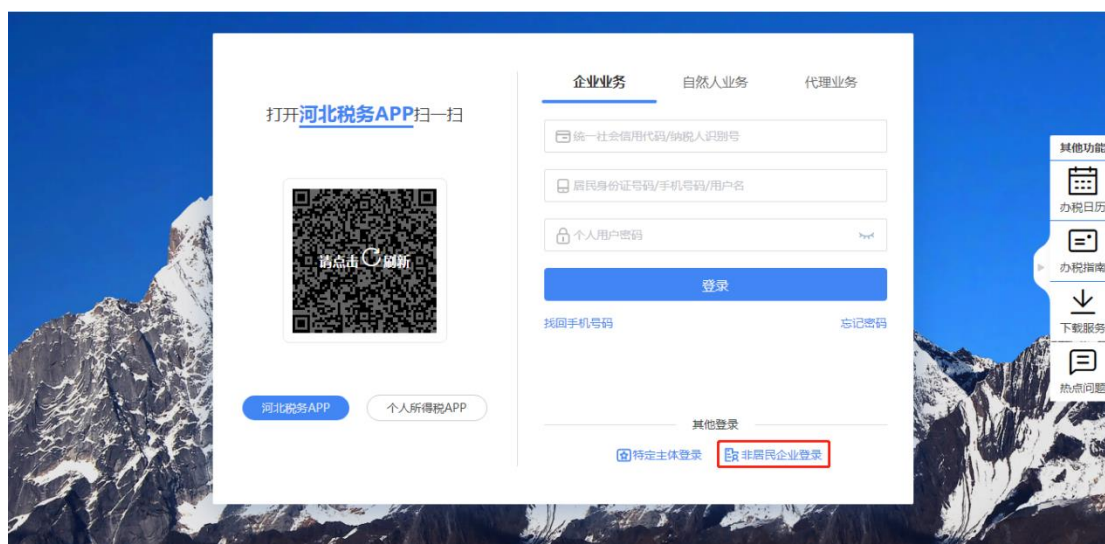 打开河北税务APP扫一扫
请点击刷新
河北税务APP
个人所得税APP
企业业务
自然人业务
代理业务
统一社会信用代码/纳税人识别号
居民身份证号码/手机号码/用户名
个人用户密码
登录
找回手机号码
忘记密码
其他登录
特定主体登录
非居民企业登录
其他功能
办税日历
办税指南
下载服务
热点问题